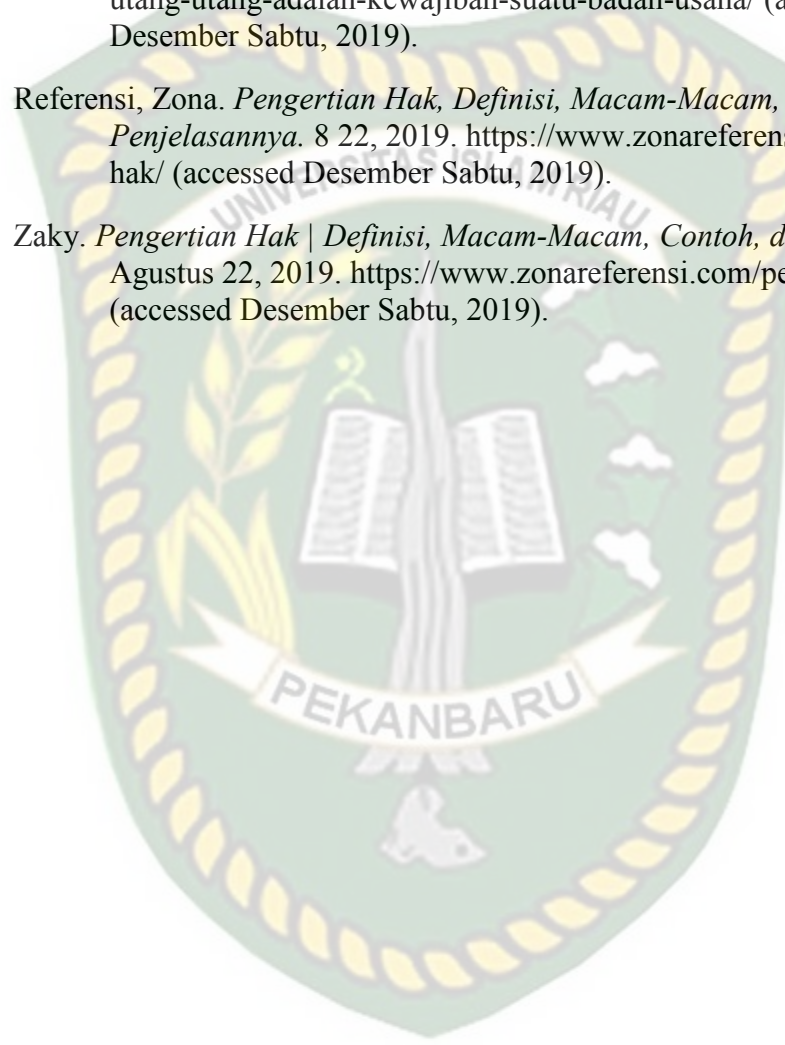 utang-utang-adalah-kewajiban-suatu-badan-usaha/ (a
Desember Sabtu, 2019).
Referensi, Zona. Pengertian Hak, Definisi, Macam-Macam,
Penjelasannya. 8 22, 2019. https://www.zonareferens
hak/ (accessed Desember Sabtu, 2019).
UNIVERSITAS ISLAM RIAU
Zaky. Pengertian Hak | Definisi, Macam-Macam, Contoh, d
Agustus 22, 2019. https://www.zonareferensi.com/pe
(accessed Desember Sabtu, 2019).
PEKANBARU